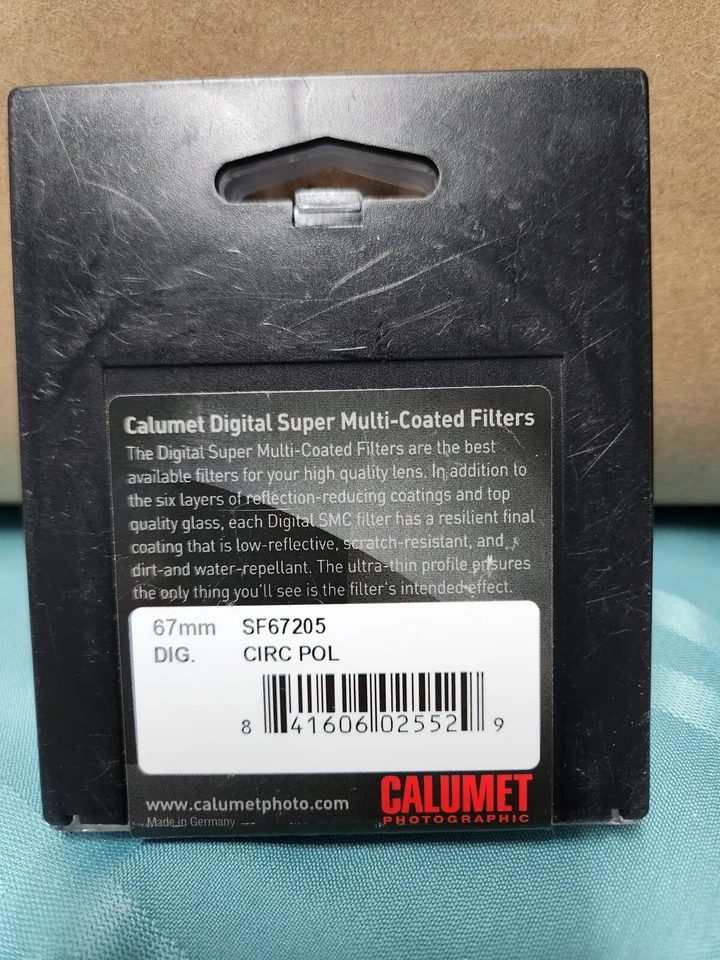 Calumet Digital Super Multi-Coated Filters
The Digital Super Multi-Coated Filters are the best
available filters for your high quality lens. In addition to
the six layers of reflection-reducing coatings and top
quality glass, each Digital SMC filter has a resilient final
coating that is low-reflective, scratch-resistant, and
dirt-and water-repellant. The ultra-thin profile ensures
the only thing you'll see is the filter's intended effect.
67mm SF67205
DIG. CIRC POL
8 41606 02552 9
www.calumetphoto.com
CALUMET
PHOTOGRAPHIC
Made in Germany